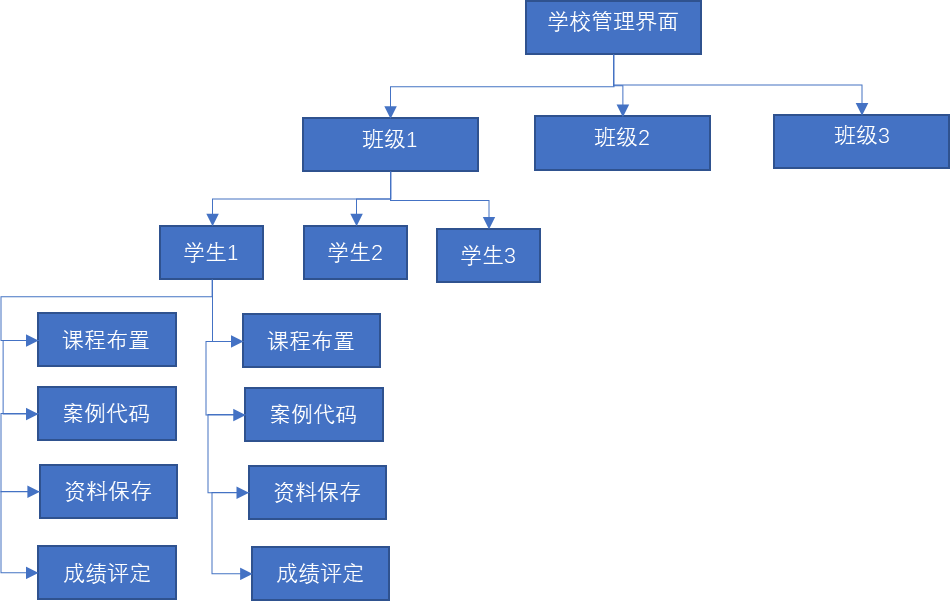 学校管理界面
班级1
班级2
班级3
学生1
学生2
学生3
课程布置
课程布置
案例代码
案例代码
资料保存
资料保存
成绩评定
成绩评定